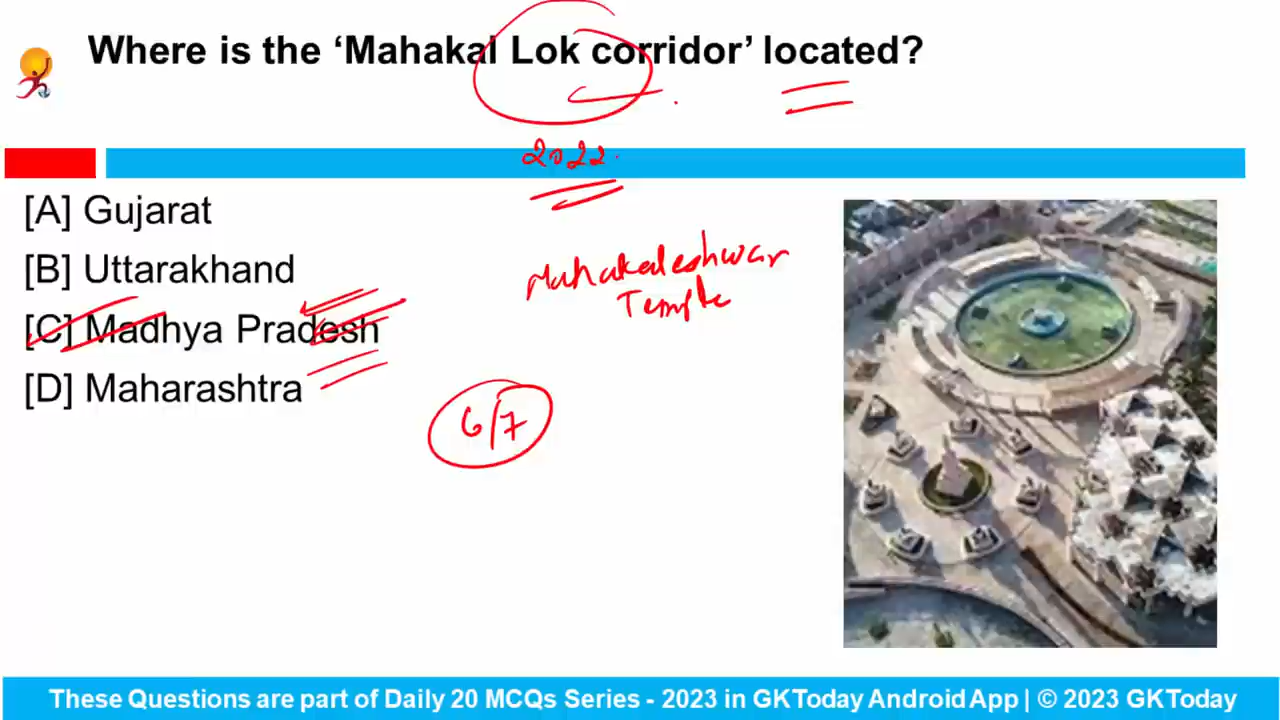 Where is the ‘Mahakal Lok corridor’ located?
2022.
[A] Gujarat
[B] Uttarakhand
Mahakaleshwar
Temple
[C] Madhya Pradesh
[D] Maharashtra
6/7
These Questions are part of Daily 20 MCQs Series - 2023 in GKToday Android App | © 2023 GKToday